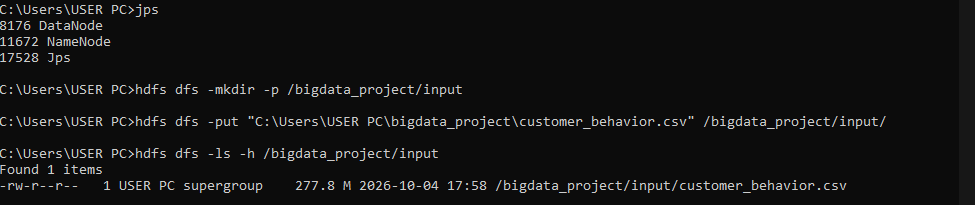 C:\Users\USER PC>jps
8176 DataNode
11672 NameNode
17528 Jps
C:\Users\USER PC>hdfs dfs -mkdir -p /bigdata_project/input
C:\Users\USER PC>hdfs dfs -put "C:\Users\USER PC\bigdata_project\customer_behavior.csv" /bigdata_project/input/
C:\Users\USER PC>hdfs dfs -ls -h /bigdata_project/input
Found 1 items
-rw-r--r--   1 USER PC supergroup    277.8 M 2026-10-04 17:58 /bigdata_project/input/customer_behavior.csv